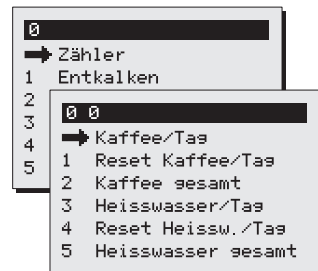 0
Zähler
1 Entkalken
2
3
4
5
0 0
Kaffee/Tag
1 Reset Kaffee/Tag
2 Kaffee gesamt
3 Heisswasser/Tag
4 Reset Heissw./Tag
5 Heisswasser gesamt